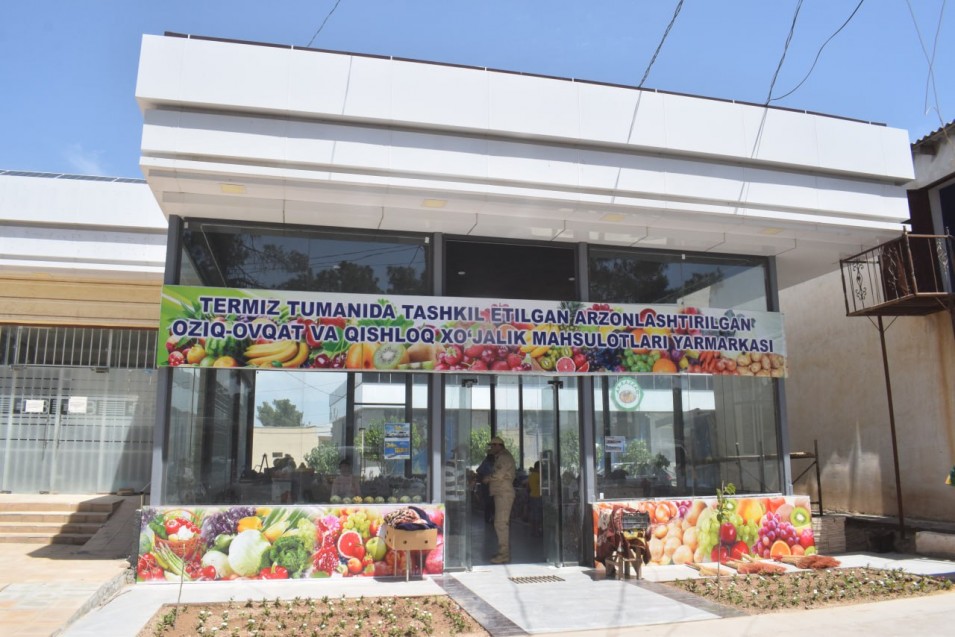 TERMIZ TUMANIDA TASHKIL ETILGAN ARZONLASHTIRILGAN
OZIQ-OVQAT VA QISHLOQ XO'JALIK MAHSULOTLARI YARMARKASI